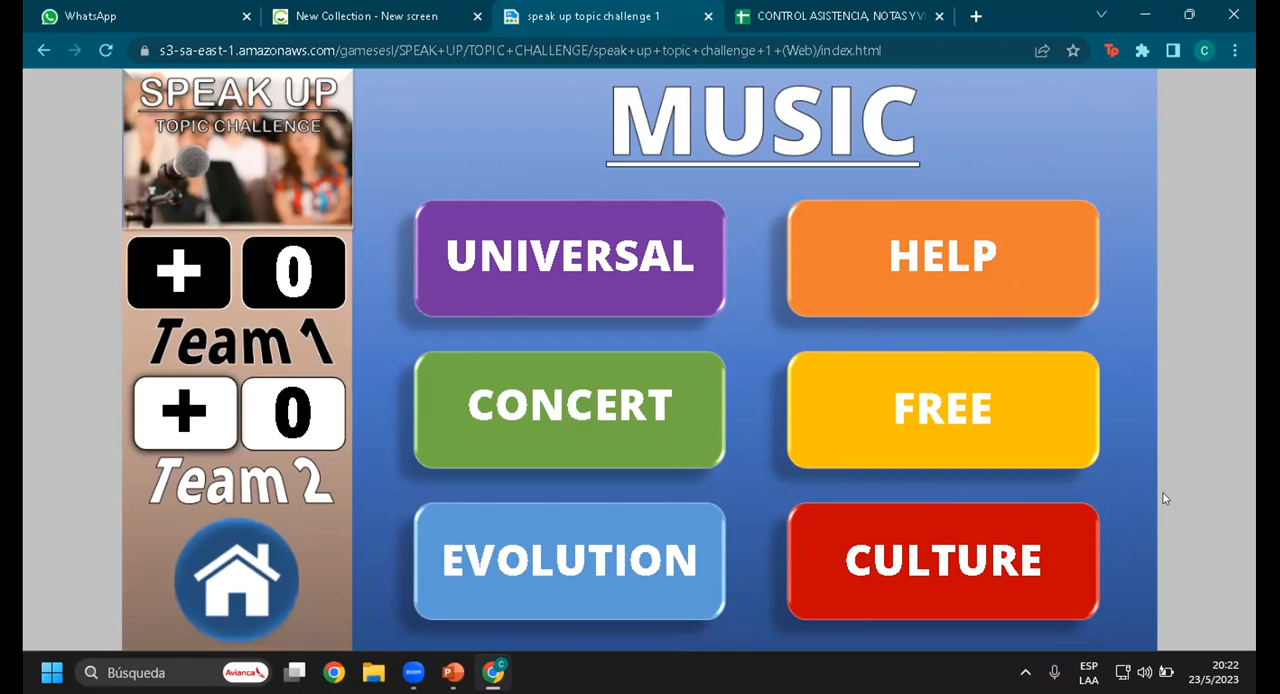 WhatsApp
New Collection - New screen
speak up topic challenge 1
CONTROL ASISTENCIA, NOTAS Y V
s3-sa-east-1.amazonaws.com/gamesesl/SPEAK+UP/TOPIC+CHALLENGE/speak+up+topic+challenge+1+(Web)/index.html
Tp
C
SPEAK UP
TOPIC CHALLENGE
MUSIC
UNIVERSAL
HELP
+ 0
Team 1
CONCERT
FREE
+ 0
Team 2
EVOLUTION
CULTURE
Búsqueda
Avianca
zoom
P
C
ESP
LAA
20:22
23/5/2023